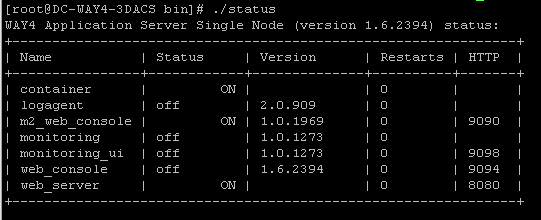 [root@DC-WAY4-3DACS bin]# ./status
WAY4 Application Server Single Node (version 1.6.2394) status:
+----------------+-------------+--------------+----------+-------+
| Name           | Status      | Version      | Restarts | HTTP  |
+----------------+-------------+--------------+----------+-------+
| container      |          ON |              | 0        |       |
| logagent       | off         | 2.0.909      | 0        |       |
| m2_web_console |          ON | 1.0.1969     | 0        | 9090  |
| monitoring     | off         | 1.0.1273     | 0        |       |
| monitoring_ui  | off         | 1.0.1273     | 0        | 9098  |
| web_console    | off         | 1.6.2394     | 0        | 9094  |
| web_server     |          ON |              | 0        | 8080  |
+----------------+-------------+--------------+----------+-------+